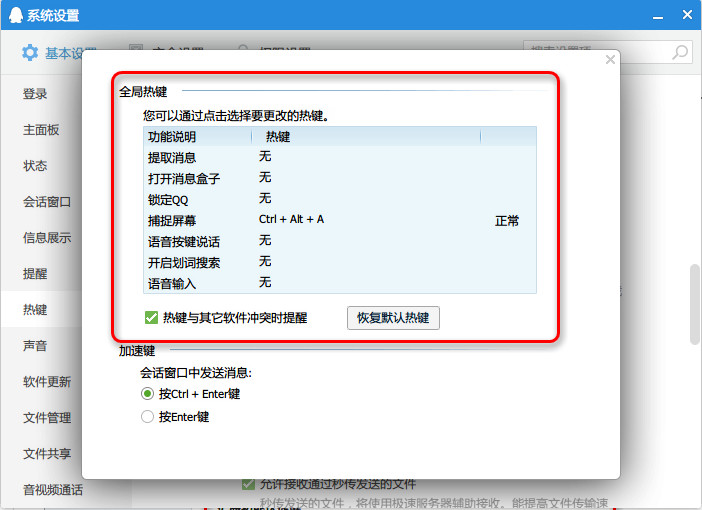 系统设置
基本设置
登录
主面板
状态
会话窗口
信息展示
提醒
热键
声音
软件更新
文件管理
文件共享
音视频通话
全局热键
您可以通过点击选择要更改的热键。
功能说明 热键
提取消息 无
打开消息盒子 无
锁定QQ 无
捕捉屏幕 Ctrl + Alt + A 正常
语音按键说话 无
开启划词搜索 无
语音输入 无
热键与其它软件冲突时提醒 恢复默认热键
加速键
会话窗口中发送消息:
按Ctrl + Enter键
按Enter键
允许接收通过秒传发送的文件
秒传发送的文件，将使用极速服务器辅助接收。能提高文件传输速